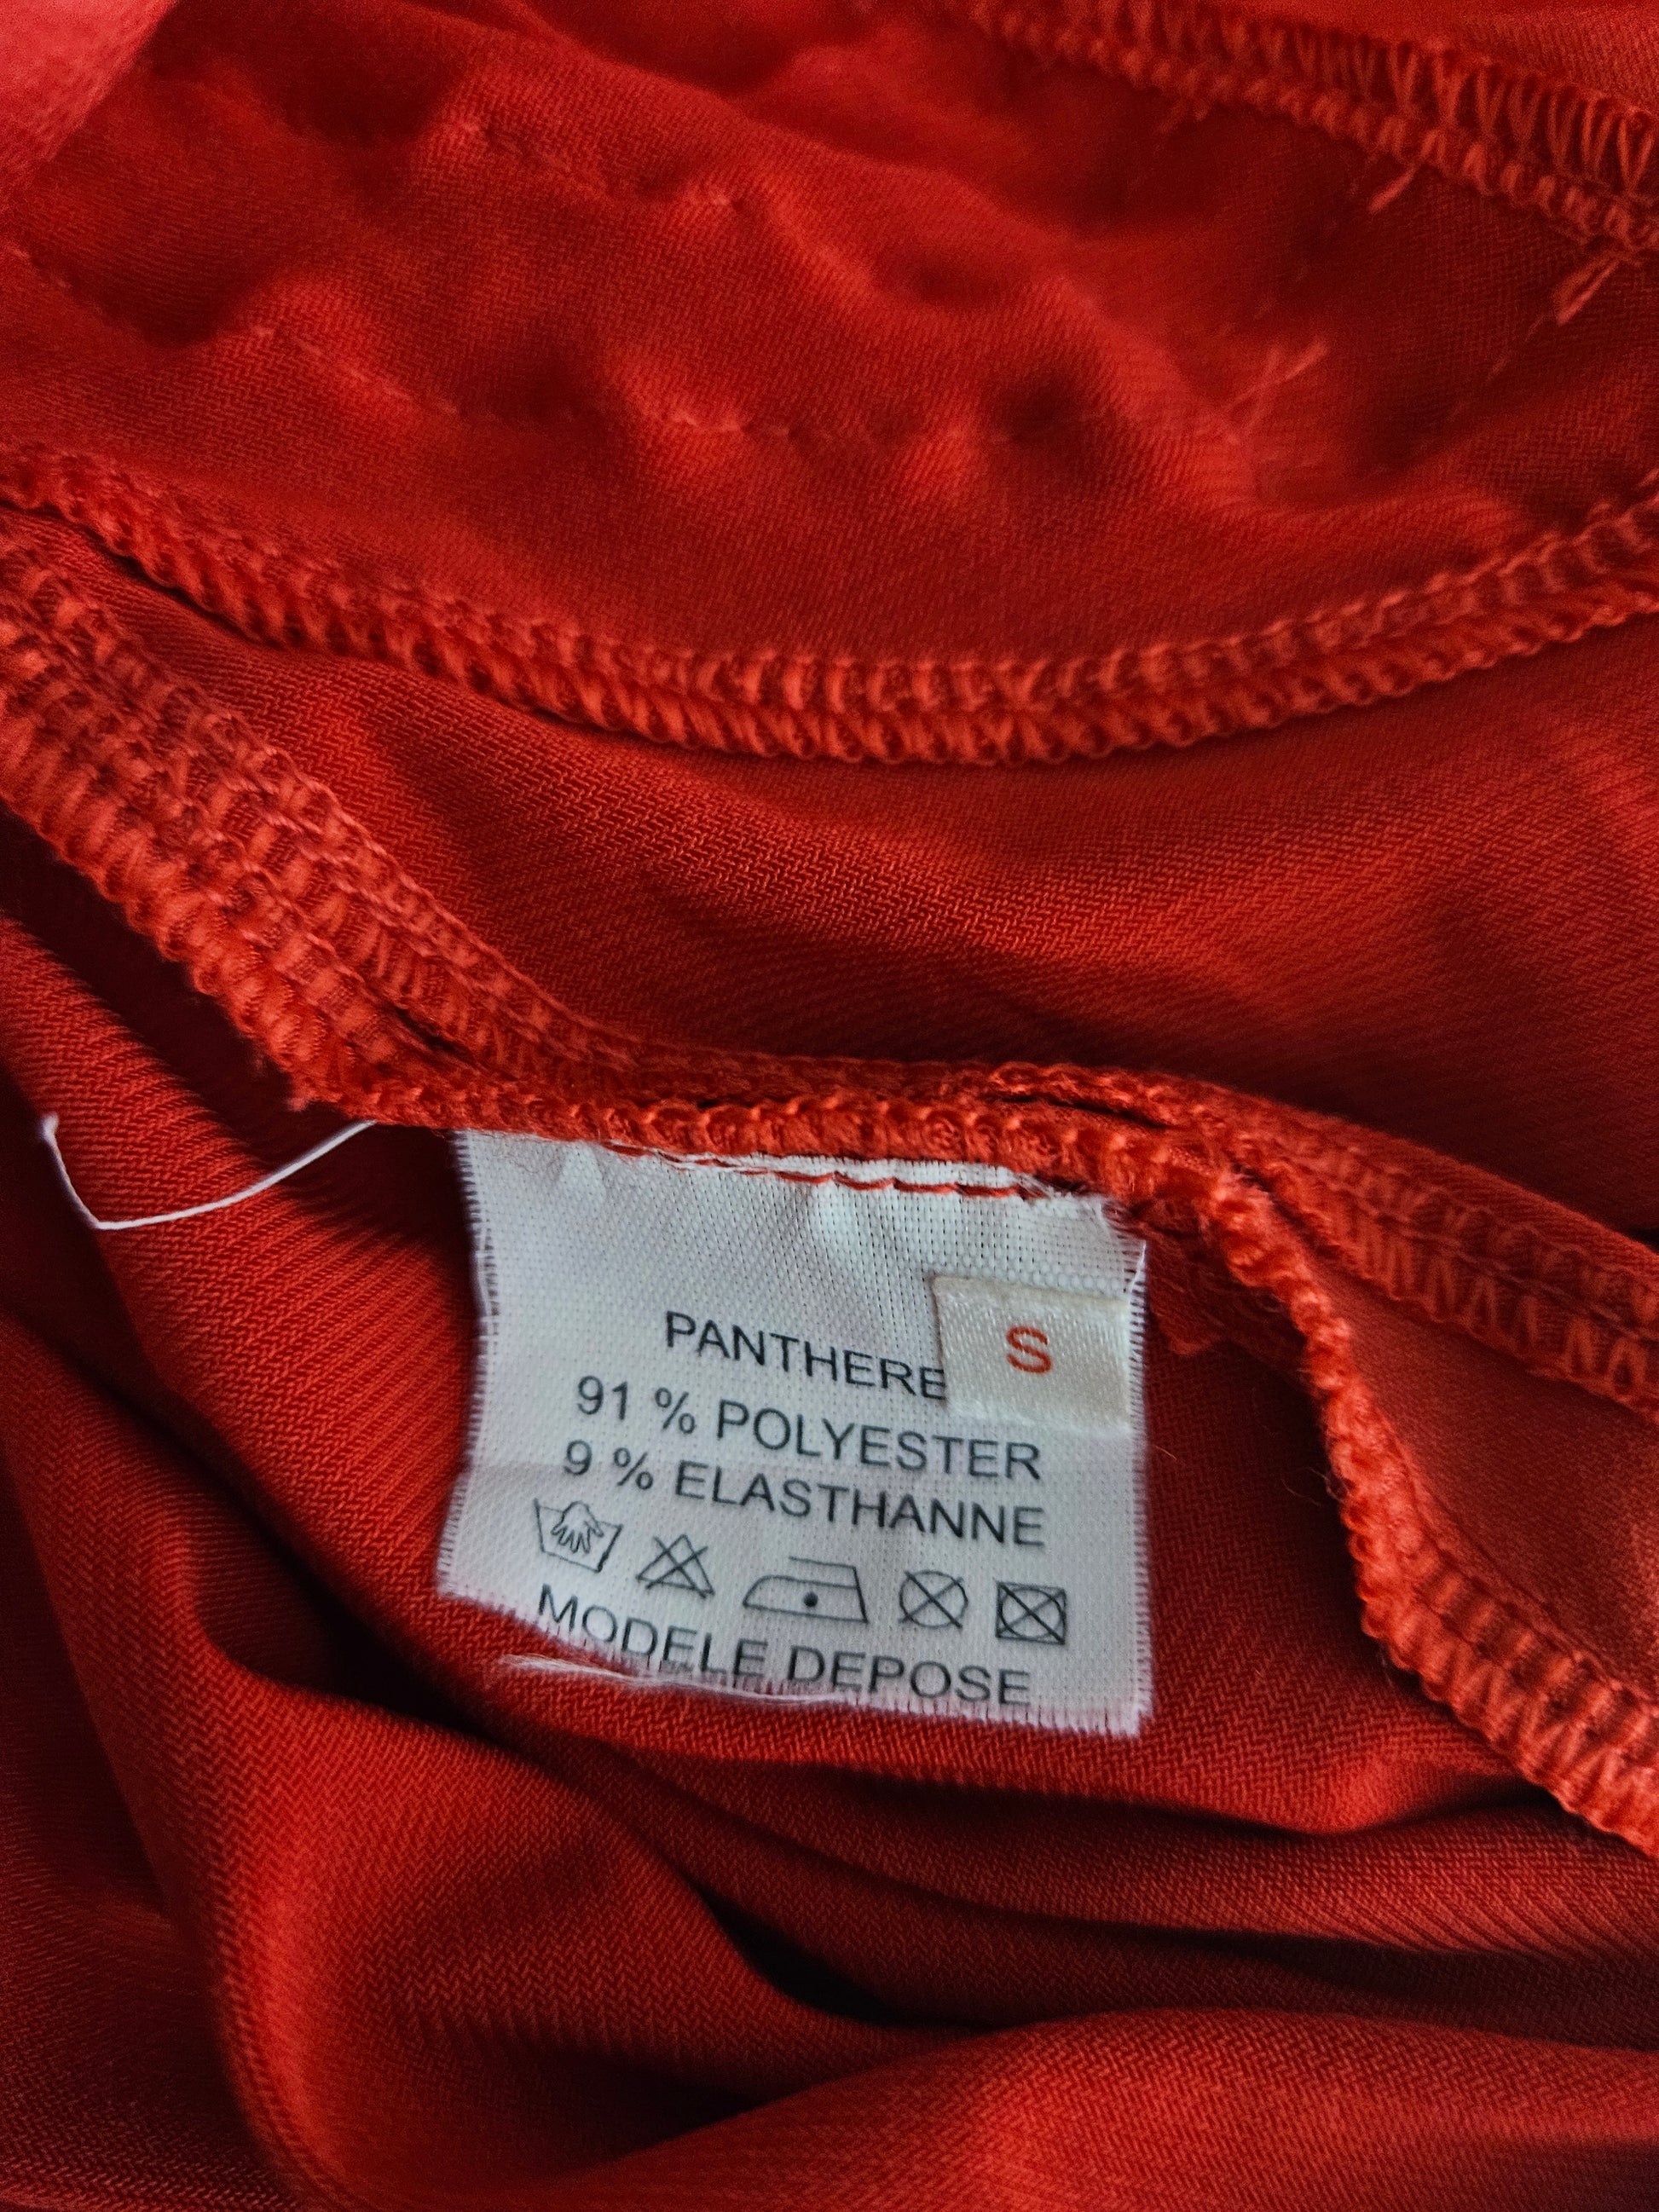 PANTHERE
S
91 % POLYESTER
9 % ELASTHANNE
MODELE DEPOSE